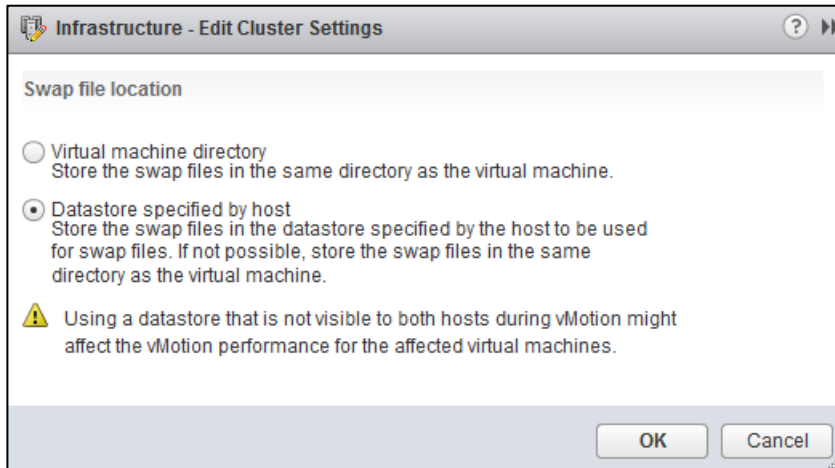 Infrastructure - Edit Cluster Settings ?
Swap file location
Virtual machine directory
Store the swap files in the same directory as the virtual machine.
Datastore specified by host
Store the swap files in the datastore specified by the host to be used
for swap files. If not possible, store the swap files in the same
directory as the virtual machine.
Using a datastore that is not visible to both hosts during vMotion might
affect the vMotion performance for the affected virtual machines.
OK Cancel